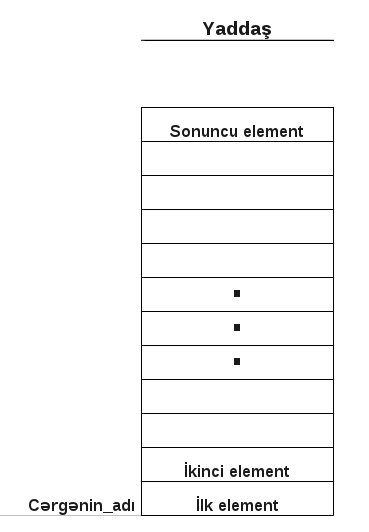 Yaddaş
Sonuncu element
İkinci element
Cərgənin_adı İlk element